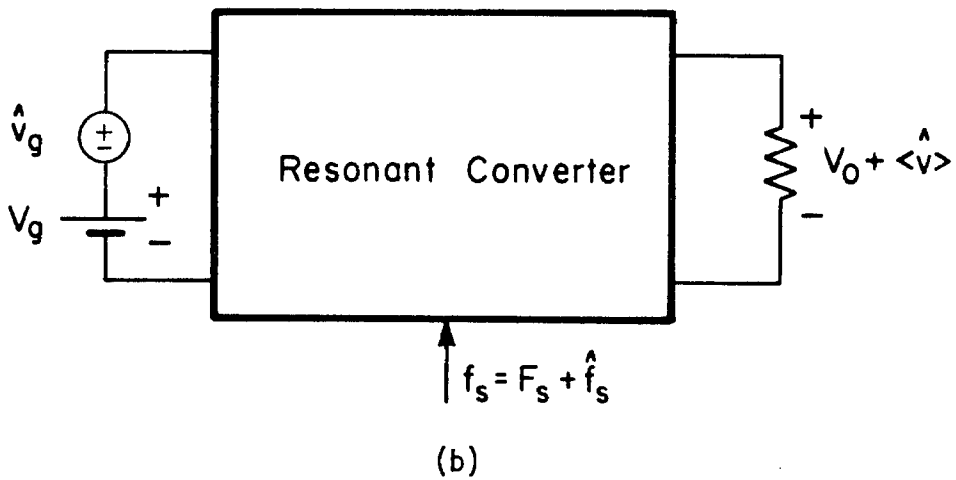 v̂g
Vg
+
−
+
−
Resonant Converter
+
V₀ + <v̂>
−
fs = Fs + f̂s
(b)